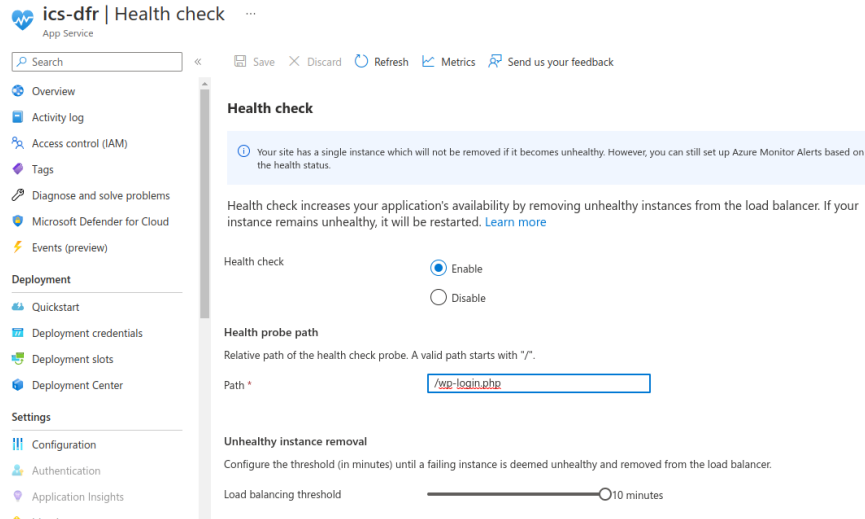 ics-dfr | Health check ...
App Service
Search
«
Save
Discard
Refresh
Metrics
Send us your feedback
Overview
Activity log
Access control (IAM)
Tags
Diagnose and solve problems
Microsoft Defender for Cloud
Events (preview)
Deployment
Quickstart
Deployment credentials
Deployment slots
Deployment Center
Settings
Configuration
Authentication
Application Insights
Health check
Your site has a single instance which will not be removed if it becomes unhealthy. However, you can still set up Azure Monitor Alerts based on
the health status.
Health check increases your application's availability by removing unhealthy instances from the load balancer. If your
instance remains unhealthy, it will be restarted. Learn more
Health check
Enable
Disable
Health probe path
Relative path of the health check probe. A valid path starts with "/".
Path *
/wp-login.php
Unhealthy instance removal
Configure the threshold (in minutes) until a failing instance is deemed unhealthy and removed from the load balancer.
Load balancing threshold
10 minutes